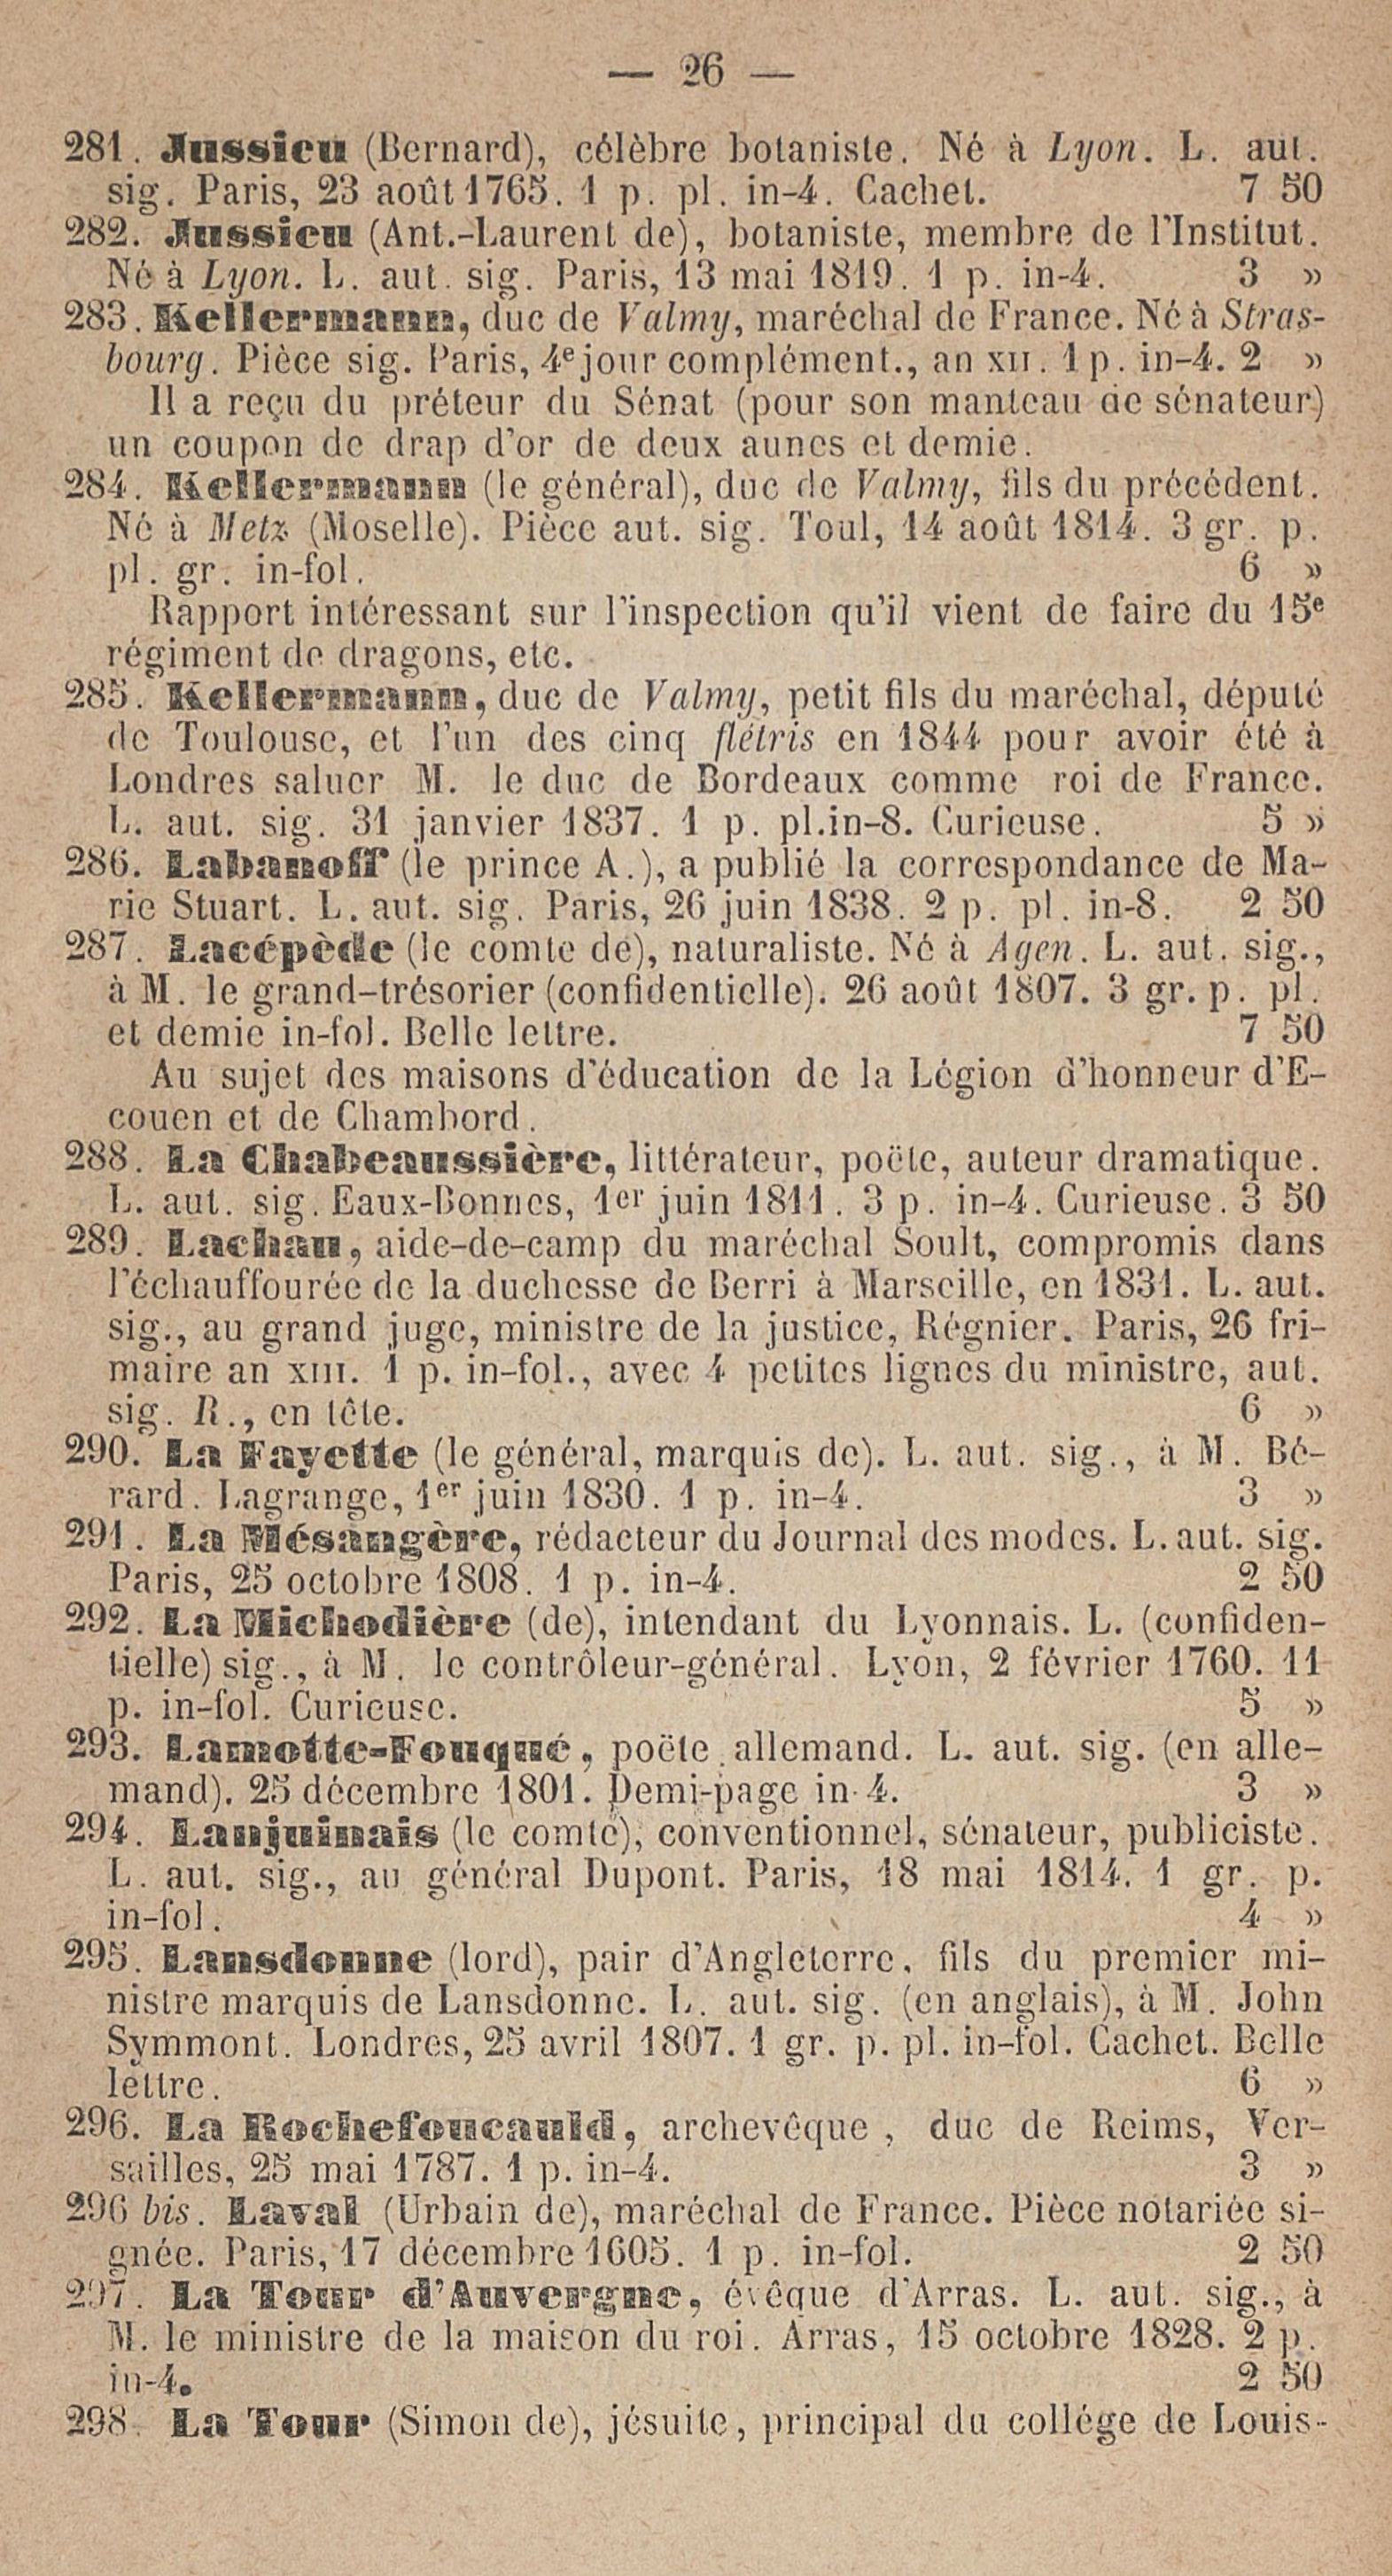 — 26 —
281. Jussieu (Bernard), célèbre botaniste. Né à Lyon. L. aut.
sig. Paris, 23 août 1765. 1 p. pl. in-4. Cachet. 7 50
282. Jussieu (Ant.-Laurent de), botaniste, membre de l'Institut.
Né à Lyon. L. aut. sig. Paris, 13 mai 1819. 1 p. in-4. 3 »
283. Kellermann, duc de Valmy, maréchal de France. Né à Stras-
bourg. Pièce sig. Paris, 4e jour complément., an XII. 1 p. in-4. 2 »
Il a reçu du préteur du Sénat (pour son manteau de sénateur)
un coupon de drap d'or de deux aunes et demie.
284. Kellermann (le général), duc de Valmy, fils du précédent.
Né à Metz (Moselle). Pièce aut. sig. Toul, 14 août 1814. 3 gr. p.
pl. gr. in-fol. 6 »
Rapport intéressant sur l'inspection qu'il vient de faire du 15e
régiment de dragons, etc.
285. Kellermann, duc de Valmy, petit fils du maréchal, député
de Toulouse, et l'un des cinq flétris en 1844 pour avoir été à
Londres saluer M. le duc de Bordeaux comme roi de France.
L. aut. sig. 31 janvier 1837. 1 p. pl. in-8. Curieuse. 5 »
286. Labanoff (le prince A.), a publié la correspondance de Ma-
rie Stuart. L. aut. sig. Paris, 26 juin 1838. 2 p. pl. in-8. 2 50
287. Lacépède (le comte de), naturaliste. Né à Agen. L. aut. sig.,
à M. le grand-trésorier (confidentielle). 26 août 1807. 3 gr. p. pl.
et demie in-fol. Belle lettre. 7 50
Au sujet des maisons d'éducation de la Légion d'honneur d'E-
couen et de Chambord.
288. La Chabeaussière, littérateur, poëte, auteur dramatique.
L. aut. sig. Eaux-Bonnes, 1er juin 1811. 3 p. in-4. Curieuse. 3 50
289. Lachau, aide-de-camp du maréchal Soult, compromis dans
l'échauffourée de la duchesse de Berri à Marseille, en 1831. L. aut.
sig., au grand juge, ministre de la justice, Régnier. Paris, 26 fri-
maire an XIII. 1 p. in-fol., avec 4 petites lignes du ministre, aut.
sig. R., en tête. 6 »
290. La Fayette (le général, marquis de). L. aut. sig., à M. Bé-
rard. Lagrange, 1er juin 1830. 1 p. in-4. 3 »
291. La Mésangère, rédacteur du Journal des modes. L. aut. sig.
Paris, 25 octobre 1808. 1 p. in-4. 2 50
292. La Michodière (de), intendant du Lyonnais. L. (confiden-
tielle) sig., à M. le contrôleur-général. Lyon, 2 février 1760. 11
p. in-fol. Curieuse. 5 »
293. Lamotte-Fouqué, poëte allemand. L. aut. sig. (en alle-
mand). 25 décembre 1801. Demi-page in-4. 3 »
294. Lanjuinais (le comte), conventionnel, sénateur, publiciste.
L. aut. sig., au général Dupont. Paris, 18 mai 1814. 1 gr. p.
in-fol. 4 »
295. Lansdonne (lord), pair d'Angleterre, fils du premier mi-
nistre marquis de Lansdonne. L. aut. sig. (en anglais), à M. John
Symmont. Londres, 25 avril 1807. 1 gr. p. pl. in-fol. Cachet. Belle
lettre. 6 »
296. La Rochefoucauld, archevêque, duc de Reims, Ver-
sailles, 25 mai 1787. 1 p. in-4. 3 »
296 bis. Laval (Urbain de), maréchal de France. Pièce notariée si-
gnée. Paris, 17 décembre 1605. 1 p. in-fol. 2 50
297. La Tour d'Auvergne, évêque d'Arras. L. aut. sig., à
M. le ministre de la maison du roi. Arras, 15 octobre 1828. 2 p.
in-4. 2 50
298. La Tour (Simon de), jésuite, principal du collége de Louis-